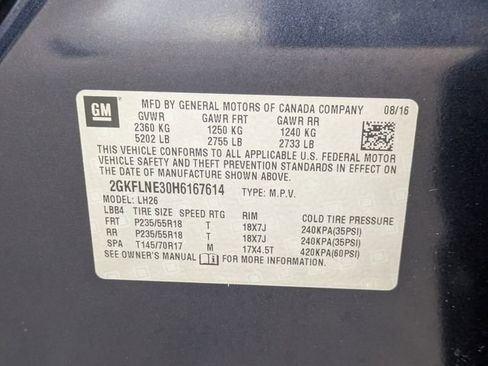 GM
MFD BY GENERAL MOTORS OF CANADA COMPANY 08/16
GVWR GAWR FRT GAWR RR
2360 KG 1250 KG 1240 KG
5202 LB 2755 LB 2733 LB
THIS VEHICLE CONFORMS TO ALL APPLICABLE U.S. FEDERAL MOTOR
VEHICLE SAFETY AND THEFT PREVENTION STANDARDS IN EFFECT ON
THE DATE OF MANUFACTURE SHOWN ABOVE.
2GKFLNE30H6167614 TYPE: M.P.V.
MODEL: LH26
LBB4 TIRE SIZE SPEED RTG RIM COLD TIRE PRESSURE
FRT P235/55R18 T 18X7J 240KPA(35PSI)
RR P235/55R18 T 18X7J 240KPA(35PSI)
SPA T145/70R17 M 17X4.5T 420KPA(60PSI)
SEE OWNER'S MANUAL FOR MORE INFORMATION.